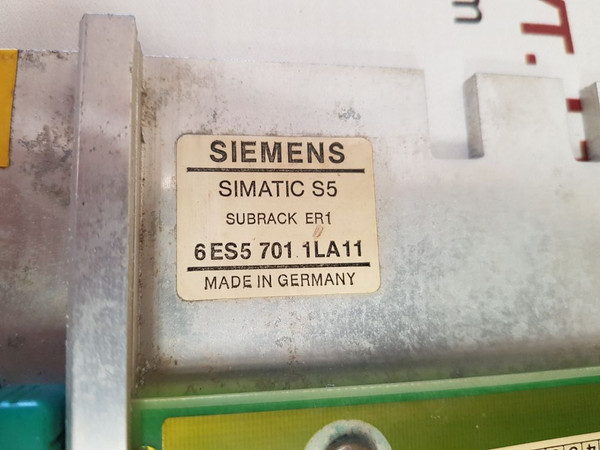 SIEMENS
SIMATIC S5
SUBRACK ER1
6ES5 701 1LA11
MADE IN GERMANY